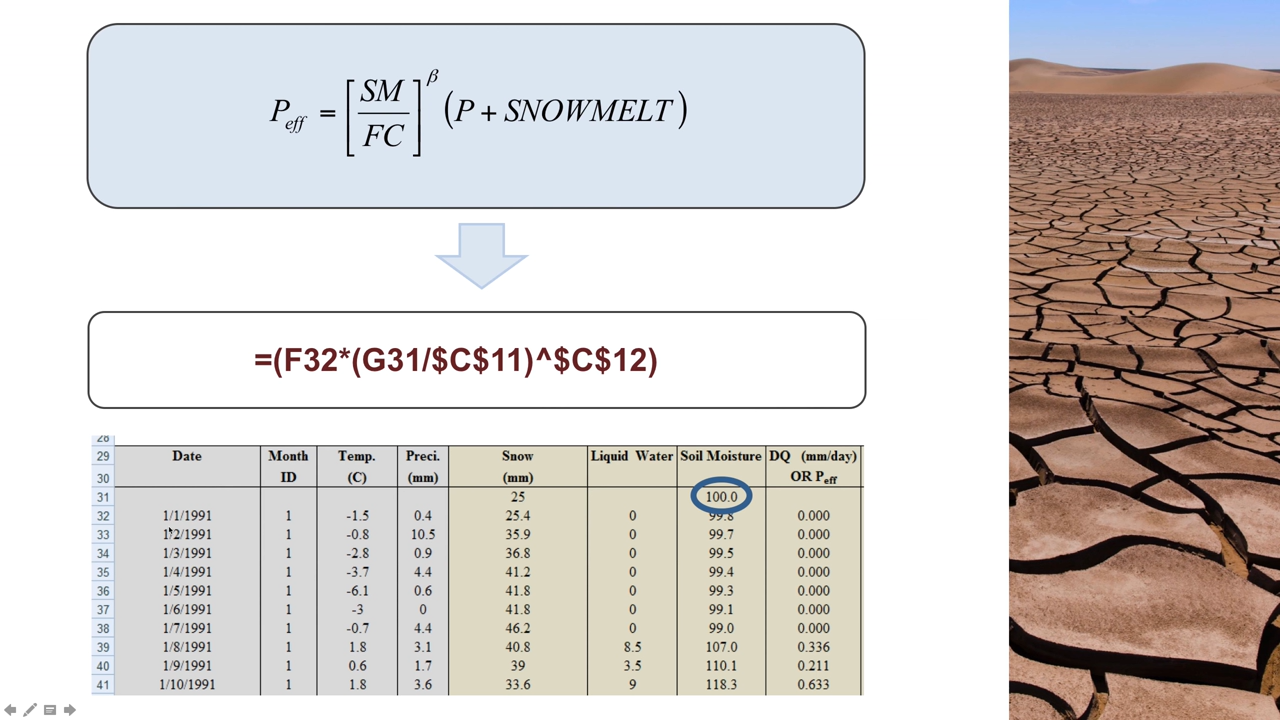 P_eff = [SM/FC]^β (P + SNOWMELT)
=(F32*(G31/$C$11)^$C$12)
28
29 Date Month Temp. Preci. Snow Liquid Water Soil Moisture DQ (mm/day)
30 ID (C) (mm) (mm) OR P_eff
31 25 100.0
32 1/1/1991 1 -1.5 0.4 25.4 0 99.8 0.000
33 1/2/1991 1 -0.8 10.5 35.9 0 99.7 0.000
34 1/3/1991 1 -2.8 0.9 36.8 0 99.5 0.000
35 1/4/1991 1 -3.7 4.4 41.2 0 99.4 0.000
36 1/5/1991 1 -6.1 0.6 41.8 0 99.3 0.000
37 1/6/1991 1 -3 0 41.8 0 99.1 0.000
38 1/7/1991 1 -0.7 4.4 46.2 0 99.0 0.000
39 1/8/1991 1 1.8 3.1 40.8 8.5 107.0 0.336
40 1/9/1991 1 0.6 1.7 39 3.5 110.1 0.211
41 1/10/1991 1 1.8 3.6 33.6 9 118.3 0.633